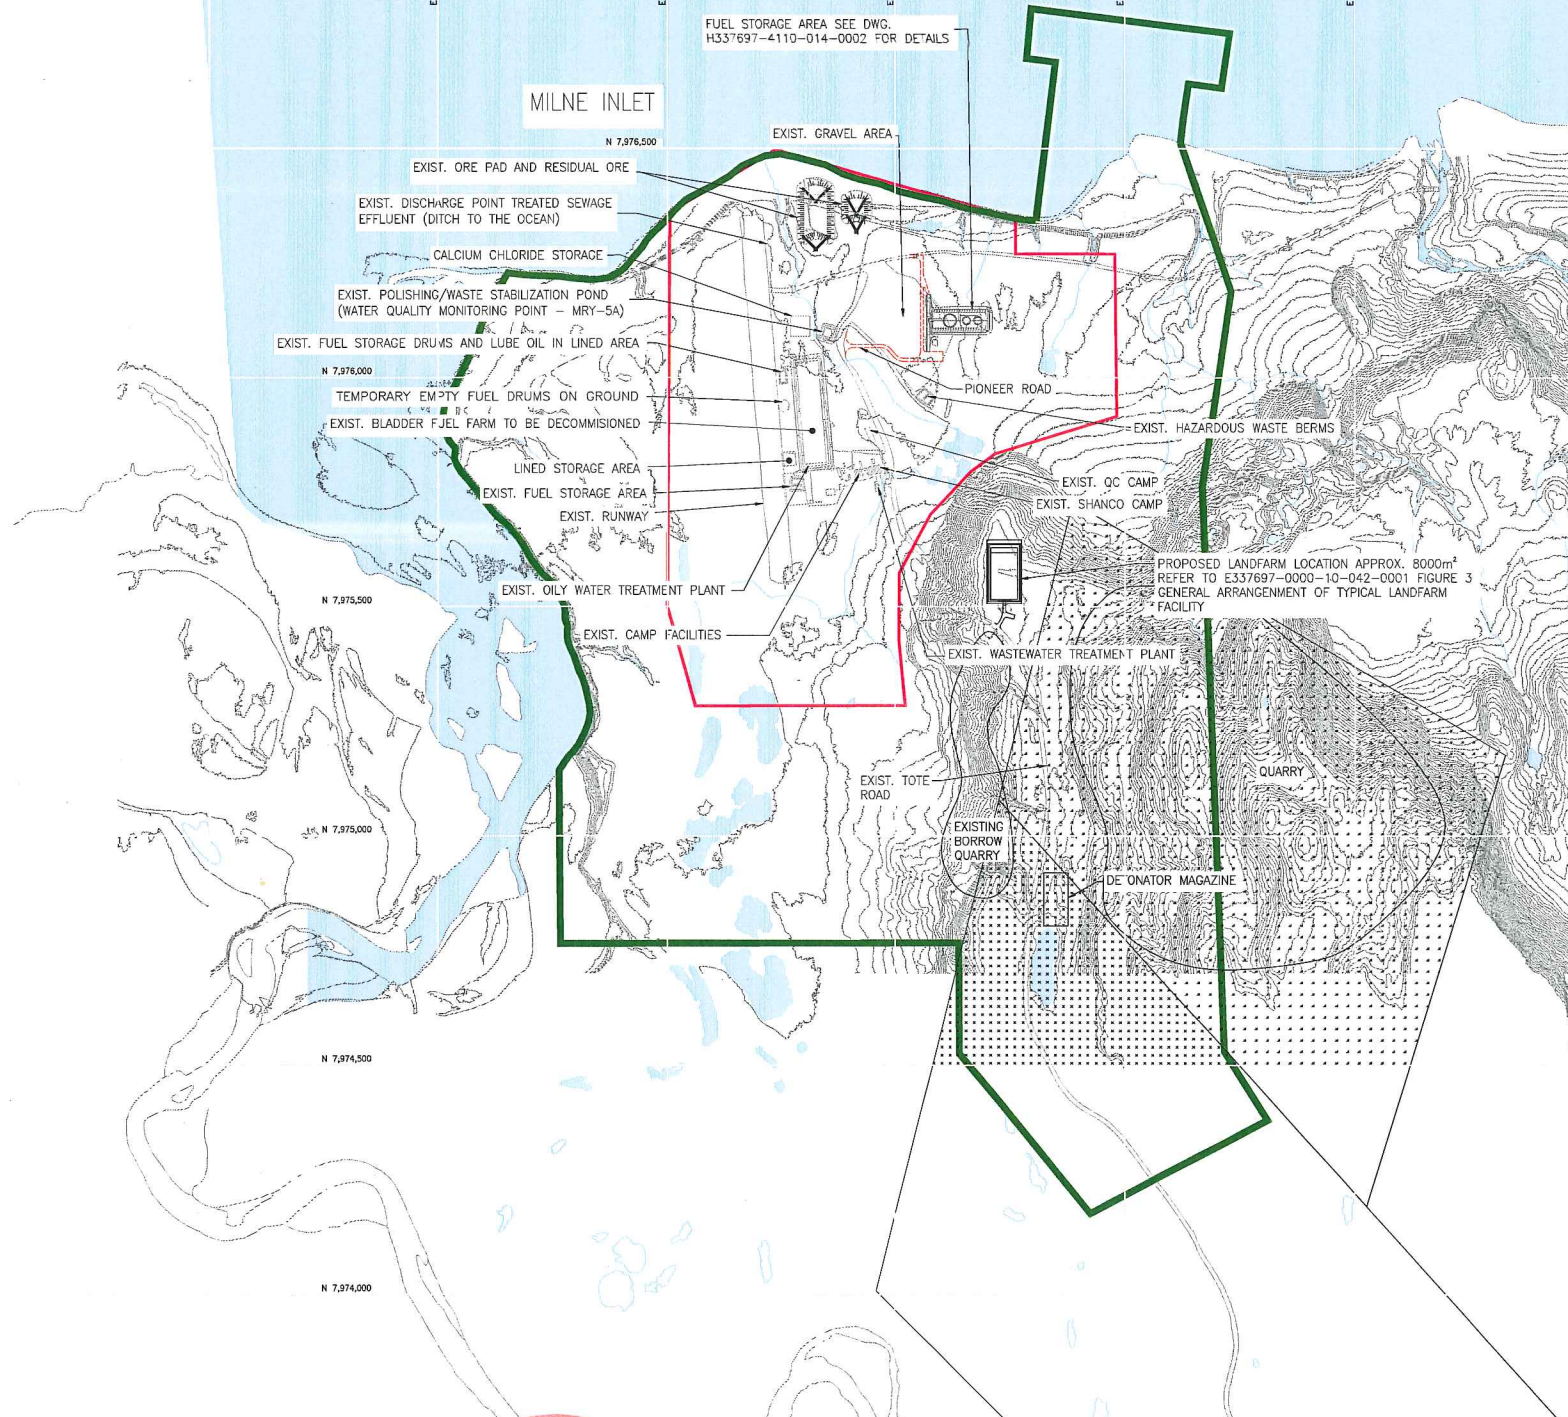 FUEL STORAGE AREA SEE DWG.
H337697-4110-014-0002 FOR DETAILS
MILNE INLET
EXIST. GRAVEL AREA
N 7,976,500
EXIST. ORE PAD AND RESIDUAL ORE
EXIST. DISCHARGE POINT TREATED SEWAGE
EFFLUENT (DITCH TO THE OCEAN)
CALCIUM CHLORIDE STORAGE
EXIST. POLISHING/WASTE STABILIZATION POND
(WATER QUALITY MONITORING POINT - MRY-5A)
EXIST. FUEL STORAGE DRUMS AND LUBE OIL IN LINED AREA
N 7,976,000
PIONEER ROAD
TEMPORARY EMPTY FUEL DRUMS ON GROUND
EXIST. BLADDER FUEL FARM TO BE DECOMMISIONED
EXIST. HAZARDOUS WASTE BERMS
LINED STORAGE AREA
EXIST. QC CAMP
EXIST. FUEL STORAGE AREA
EXIST. SHANCO CAMP
EXIST. RUNWAY
PROPOSED LANDFARM LOCATION APPROX. 8000m²
REFER TO E337697-0000-10-042-0001 FIGURE 3
GENERAL ARRANGENMENT OF TYPICAL LANDFARM
FACILITY
EXIST. OILY WATER TREATMENT PLANT
N 7,975,500
EXIST. CAMP FACILITIES
EXIST. WASTEWATER TREATMENT PLANT
QUARRY
EXIST. TOTE
ROAD
N 7,975,000
EXISTING
BORROW
QUARRY
DETONATOR MAGAZINE
N 7,974,500
N 7,974,000